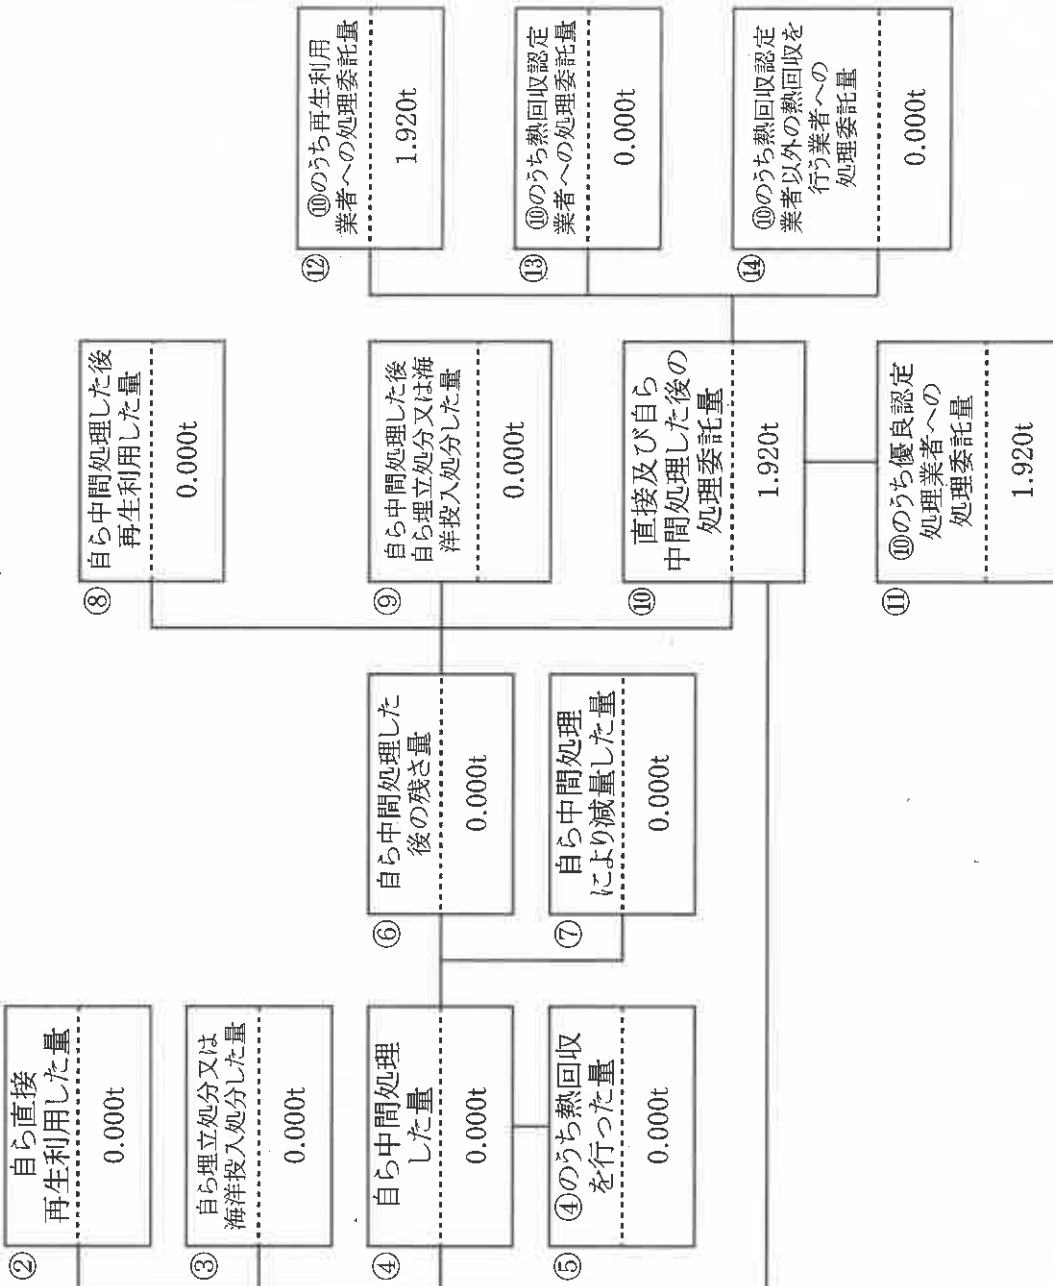 ②
自ら直接
再生利用した量
0.000t
③
自ら埋立処分又は
海洋投入処分した量
0.000t
④
自ら中間処理
した量
0.000t
⑤
④のうち熱回収
を行った量
0.000t
⑥
自ら中間処理した
後の残さ量
0.000t
⑦
自ら中間処理
により減量した量
0.000t
⑧
自ら中間処理した後
再生利用した量
0.000t
⑨
自ら中間処理した後
自ら埋立処分又は海
洋投入処分した量
0.000t
⑩
直接及び自ら
中間処理した後の
処理委託量
1.920t
⑪
⑩のうち優良認定
処理業者への
処理委託量
1.920t
⑫
⑩のうち再生利用
業者への処理委託量
1.920t
⑬
⑩のうち熱回収認定
業者への処理委託量
0.000t
⑭
⑩のうち熱回収認定
業者以外の熱回収を
行う業者への
処理委託量
0.000t